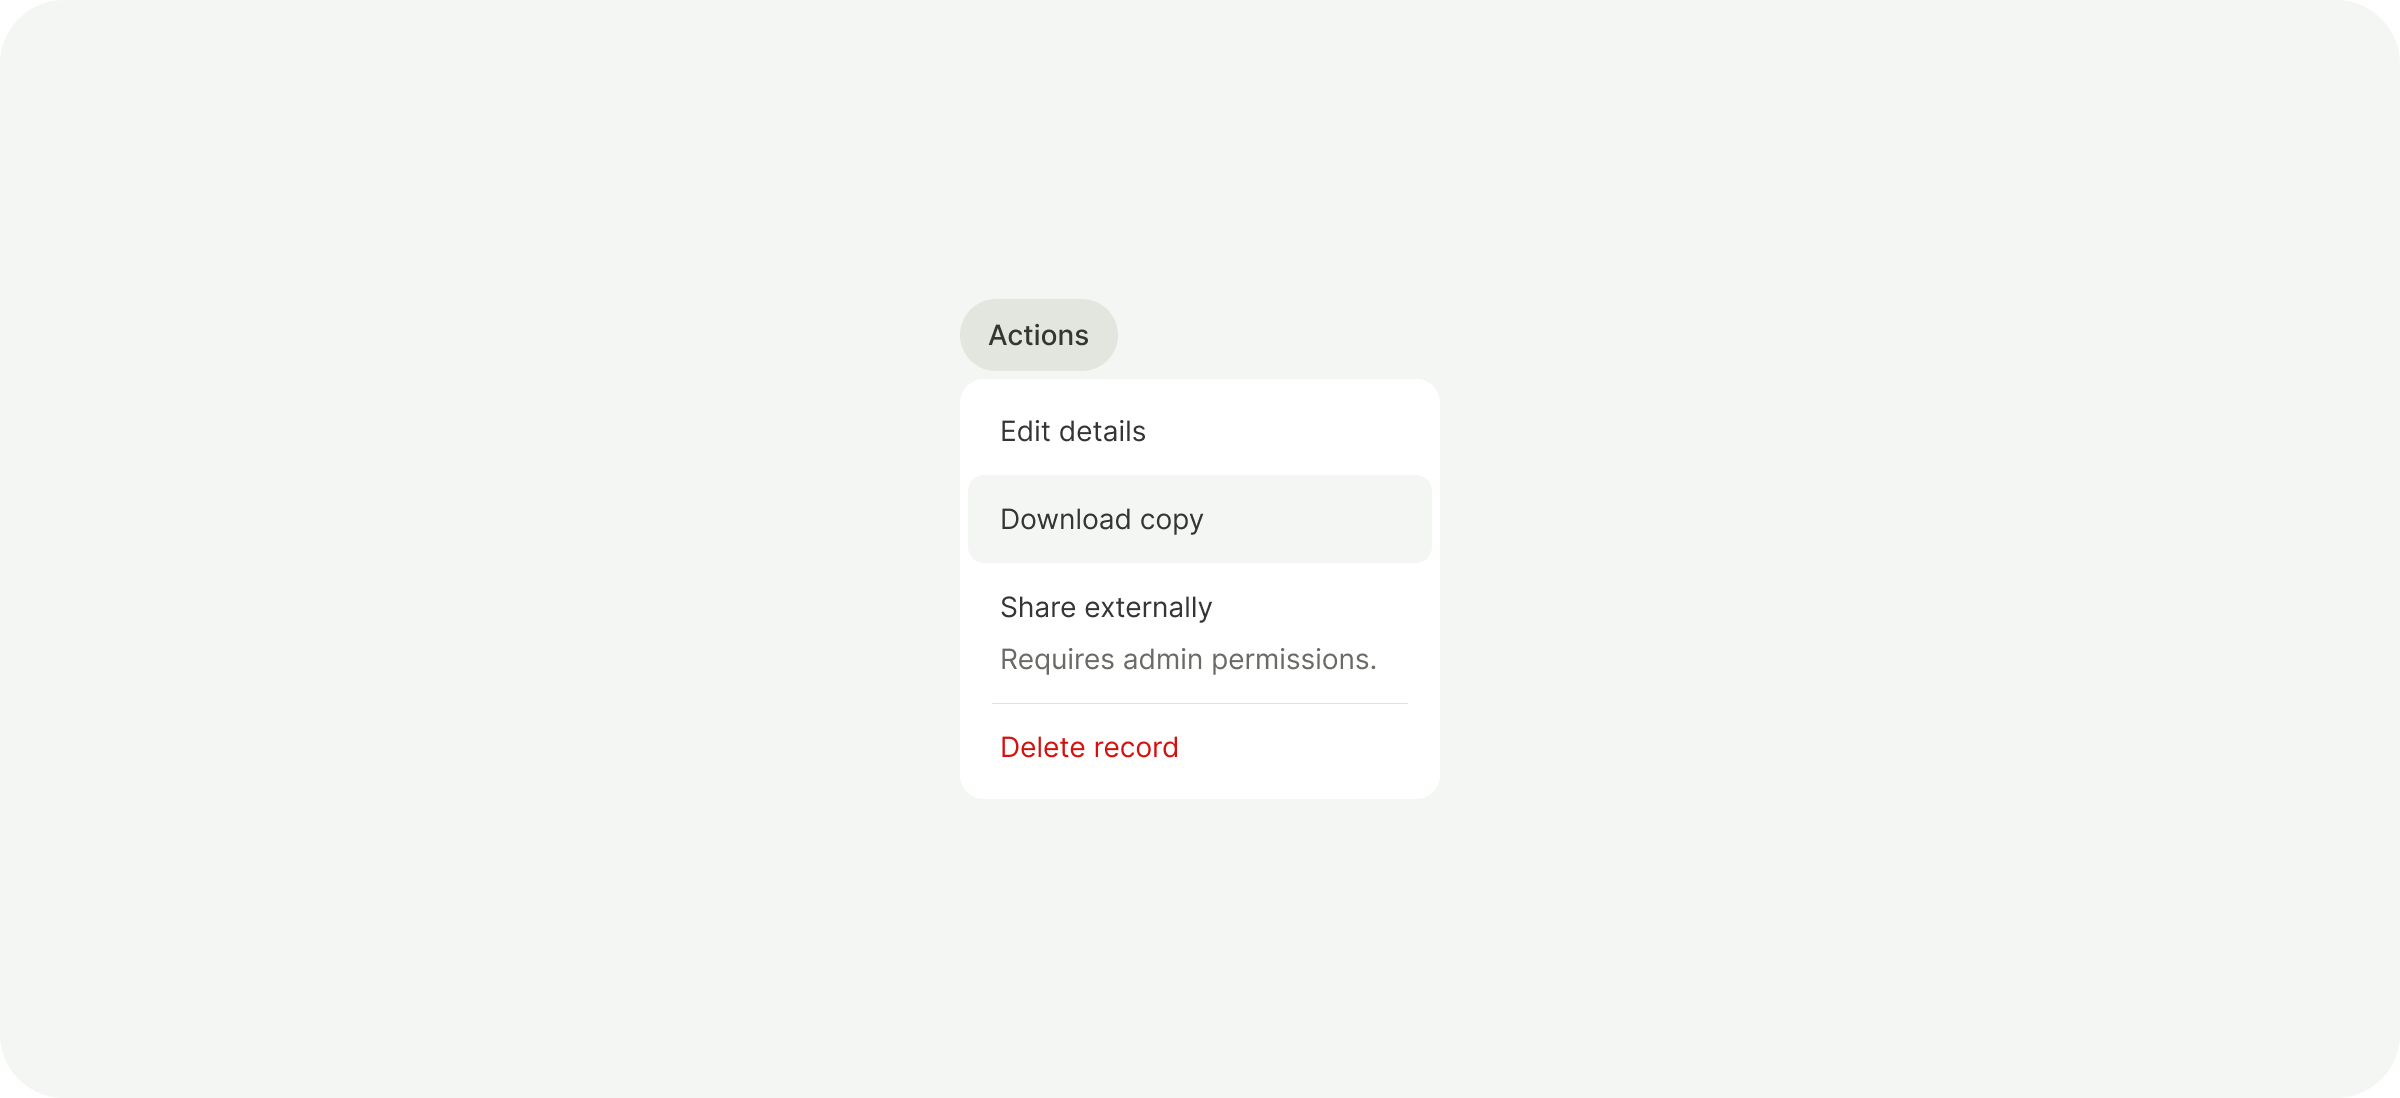 Actions
Edit details
Download copy
Share externally
Requires admin permissions.
Delete record